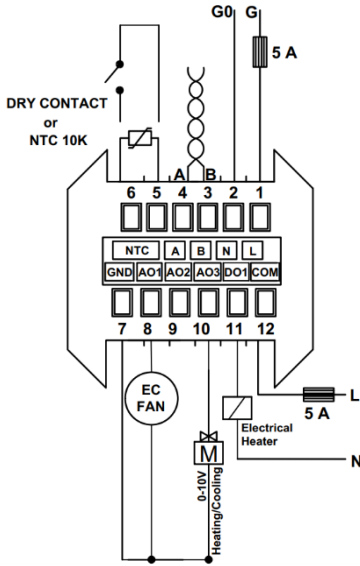 G0 G
5 A
DRY CONTACT
or
NTC 10K
A B
6 5 4 3 2 1
NTC A B N L
GND AO1 AO2 AO3 DO1 COM
7 8 9 10 11 12
EC
FAN
L
5 A
Electrical
Heater
M
N
0-10V
Heating/Cooling